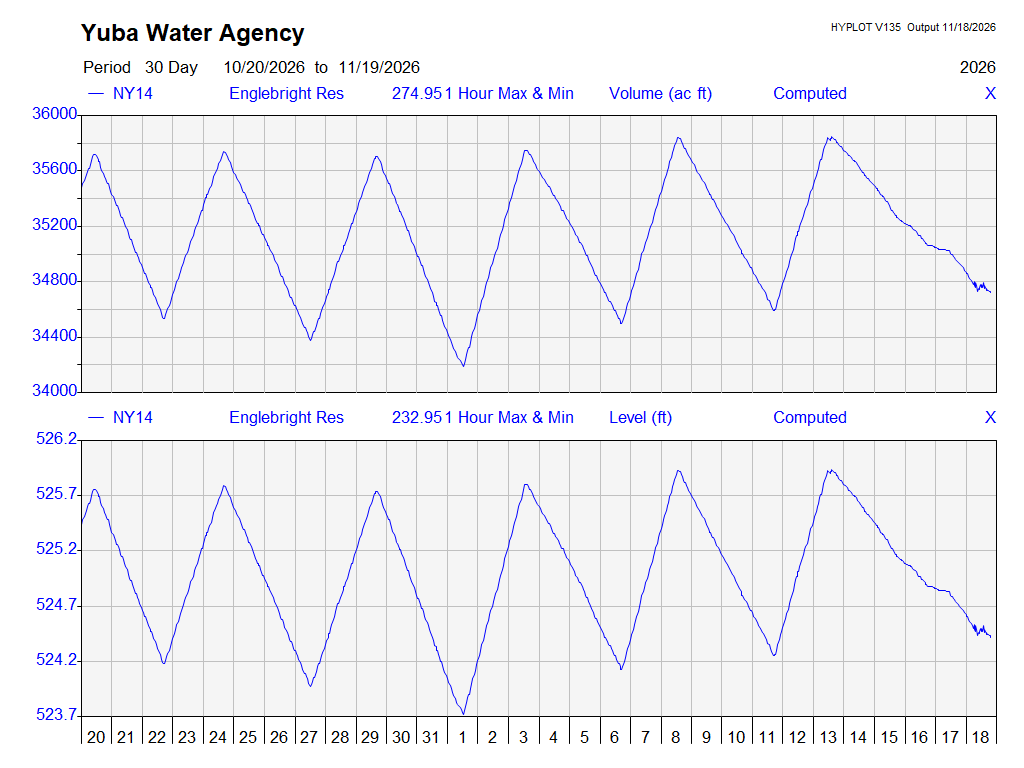 Yuba Water Agency
HYPLOT V135 Output 11/18/2026
Period 30 Day 10/20/2026 to 11/19/2026 2026
NY14 Englebright Res 274.951 Hour Max & Min Volume (ac ft) Computed X
36000
35600
35200
34800
34400
34000
NY14 Englebright Res 232.951 Hour Max & Min Level (ft) Computed X
526.2
525.7
525.2
524.7
524.2
523.7
20 21 22 23 24 25 26 27 28 29 30 31 1 2 3 4 5 6 7 8 9 10 11 12 13 14 15 16 17 18